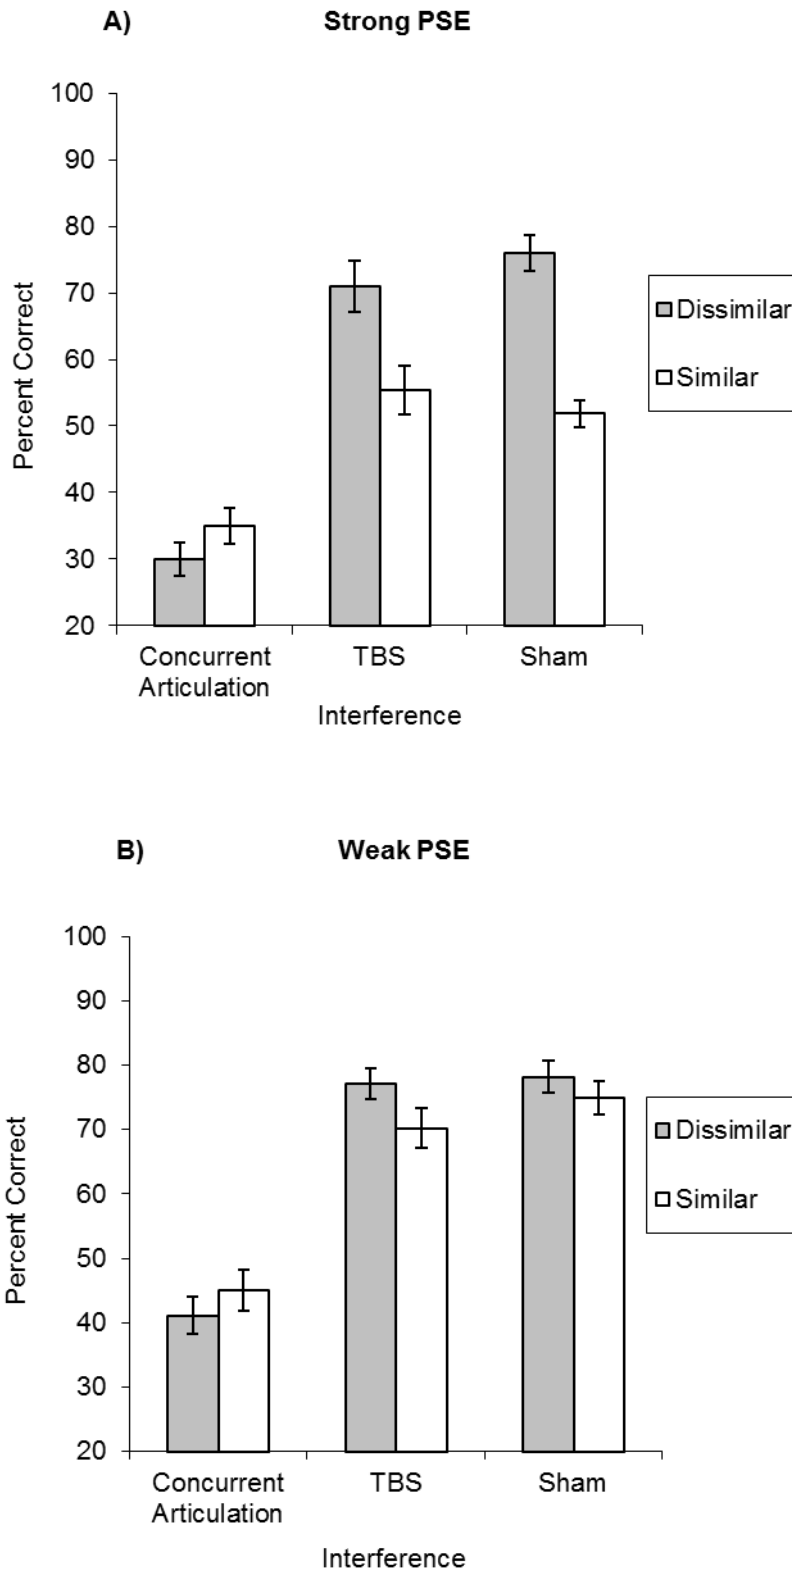 A) Strong PSE
100
90
80
70
60
50
40
30
20
Percent Correct
Concurrent
Articulation
TBS
Sham
Interference
Dissimilar
Similar
B) Weak PSE
100
90
80
70
60
50
40
30
20
Percent Correct
Concurrent
Articulation
TBS
Sham
Interference
Dissimilar
Similar